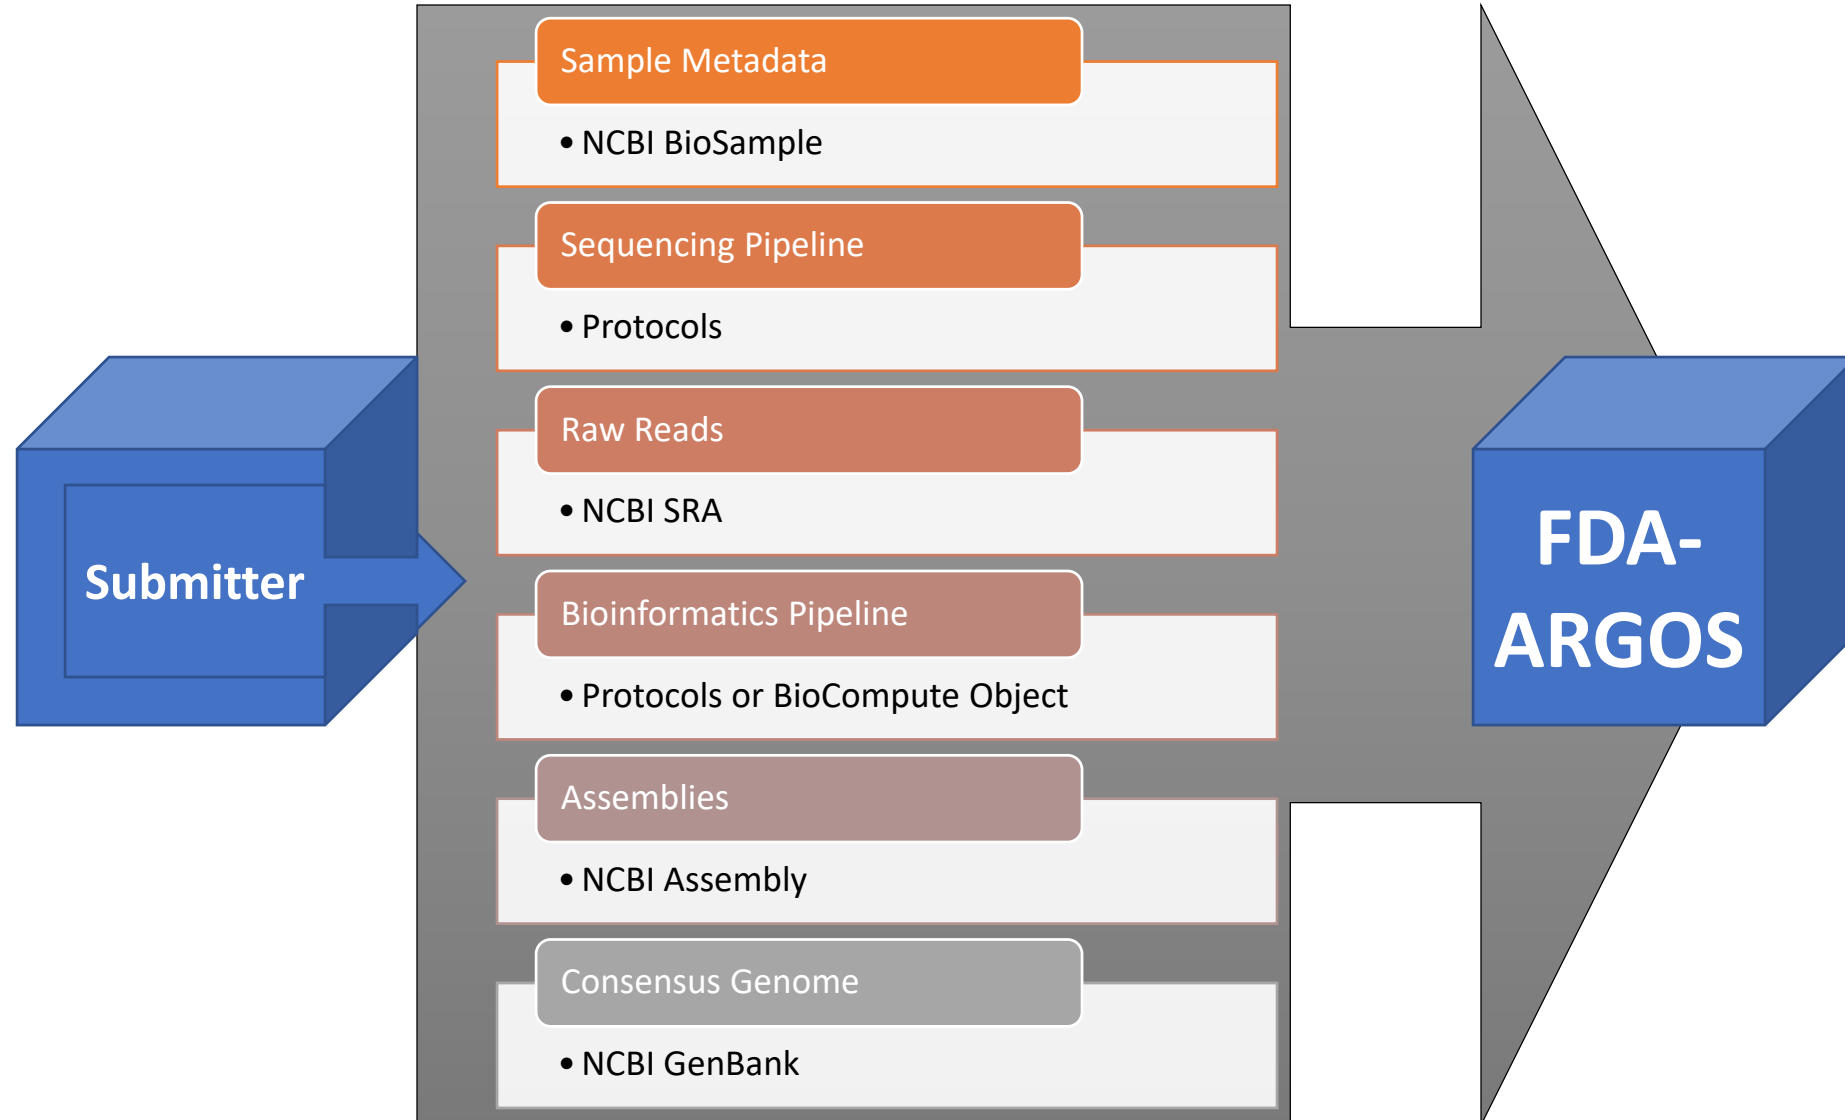 Sample Metadata
• NCBI BioSample
Sequencing Pipeline
• Protocols
Raw Reads
• NCBI SRA
Submitter
Bioinformatics Pipeline
• Protocols or BioCompute Object
Assemblies
• NCBI Assembly
Consensus Genome
• NCBI GenBank
FDA-
ARGOS